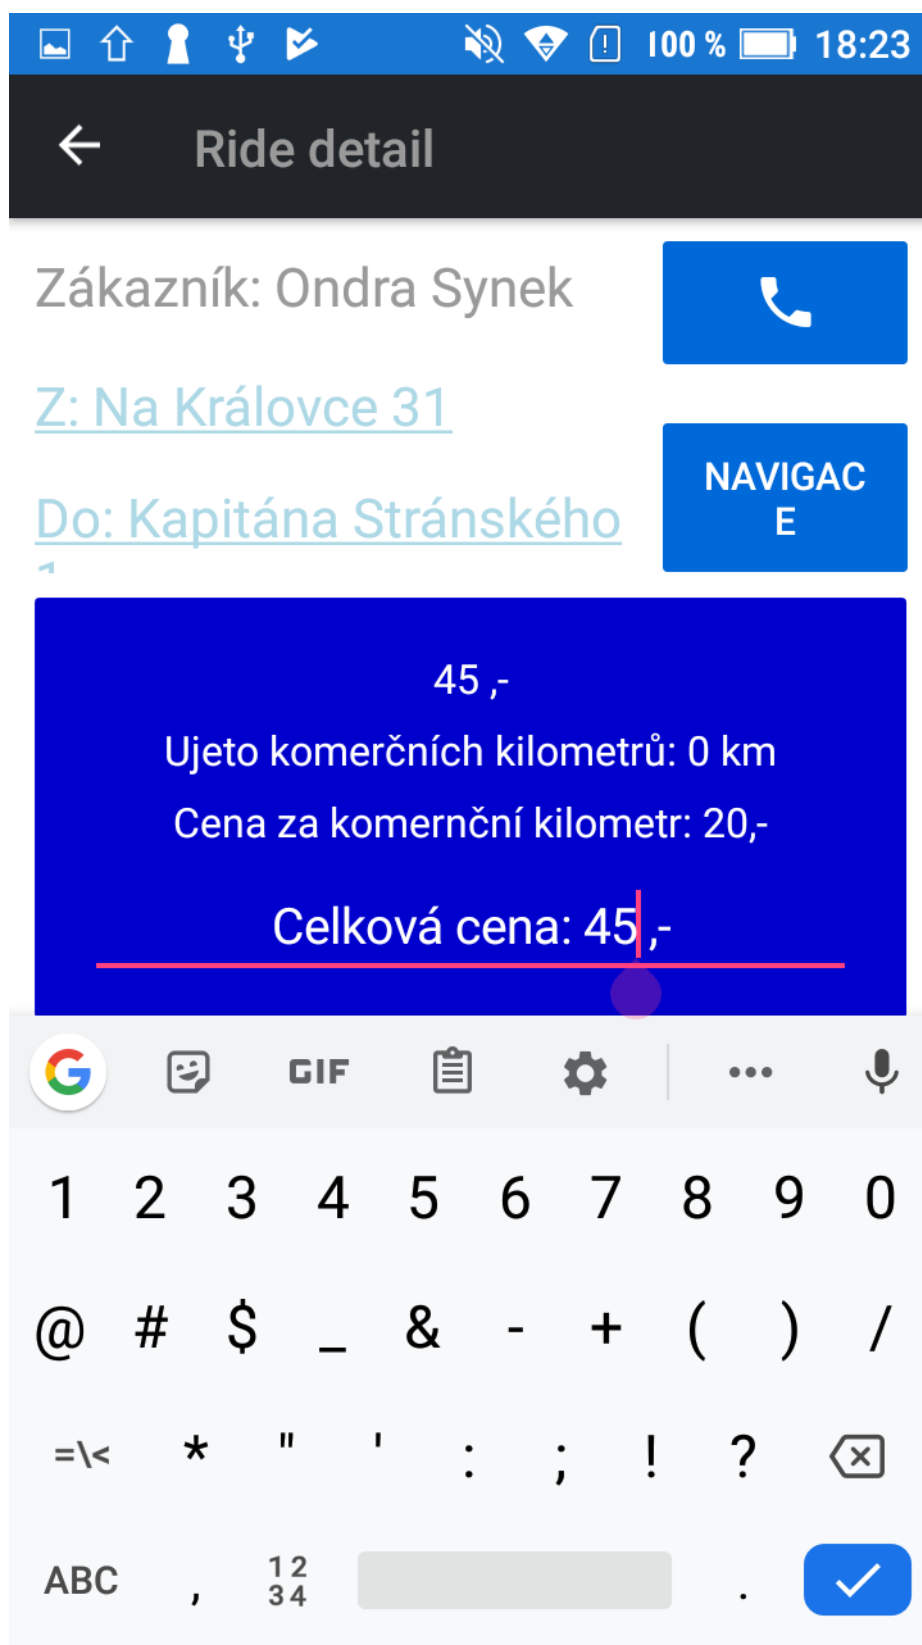 100 % 18:23
Ride detail
Zákazník: Ondra Synek
Z: Na Královce 31
Do: Kapitána Stránského
NAVIGAC
E
45 ,-
Ujeto komerčních kilometrů: 0 km
Cena za komernční kilometr: 20,-
Celková cena: 45 ,-
G GIF
1 2 3 4 5 6 7 8 9 0
@ # $ _ & - + ( ) /
=\< * " ' : ; ! ?
ABC , 12 .
34